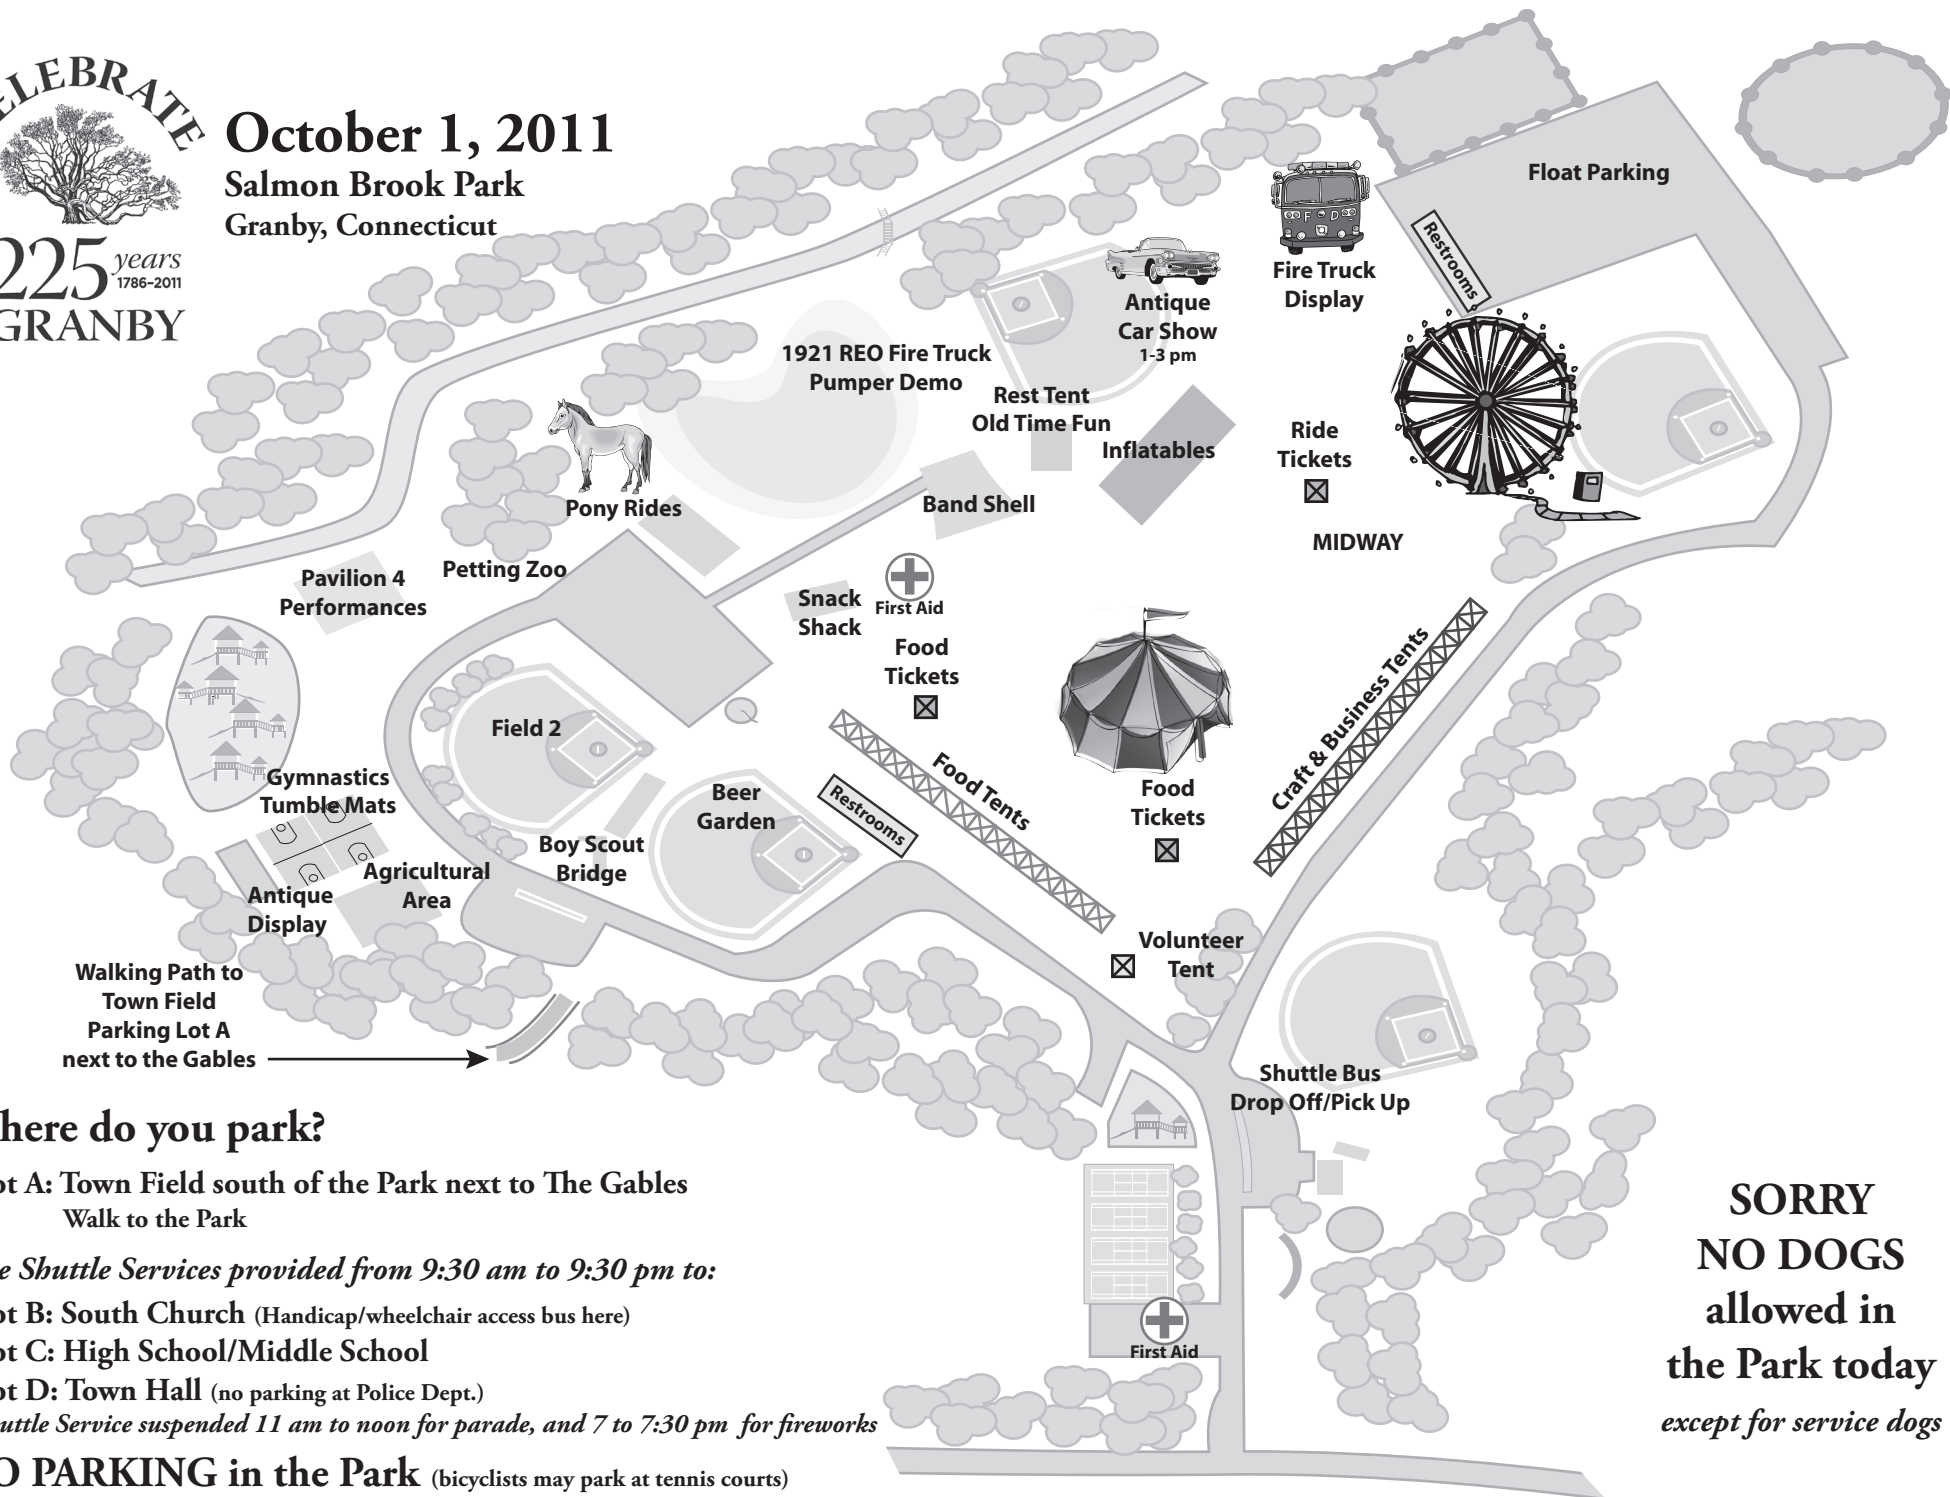 ELEBRATE
225 years
1786–2011
GRANBY
October 1, 2011
Salmon Brook Park
Granby, Connecticut
Float Parking
Restrooms
F D
Fire Truck
Display
Antique
Car Show
1-3 pm
1921 REO Fire Truck
Pumper Demo
Rest Tent
Old Time Fun
Inflatables
Ride
Tickets
MIDWAY
Band Shell
Pony Rides
Petting Zoo
Pavilion 4
Performances
Snack
Shack
First Aid
Food
Tickets
Craft & Business Tents
Field 2
Food Tents
Gymnastics
Tumble Mats
Beer
Garden
Restrooms
Food
Tickets
Boy Scout
Bridge
Agricultural
Area
Antique
Display
Volunteer
Tent
Walking Path to
Town Field
Parking Lot A
next to the Gables
Shuttle Bus
Drop Off/Pick Up
First Aid
here do you park?
ot A: Town Field south of the Park next to The Gables
Walk to the Park
e Shuttle Services provided from 9:30 am to 9:30 pm to:
ot B: South Church (Handicap/wheelchair access bus here)
ot C: High School/Middle School
ot D: Town Hall (no parking at Police Dept.)
uttle Service suspended 11 am to noon for parade, and 7 to 7:30 pm for fireworks
O PARKING in the Park (bicyclists may park at tennis courts)
SORRY
NO DOGS
allowed in
the Park today
except for service dogs